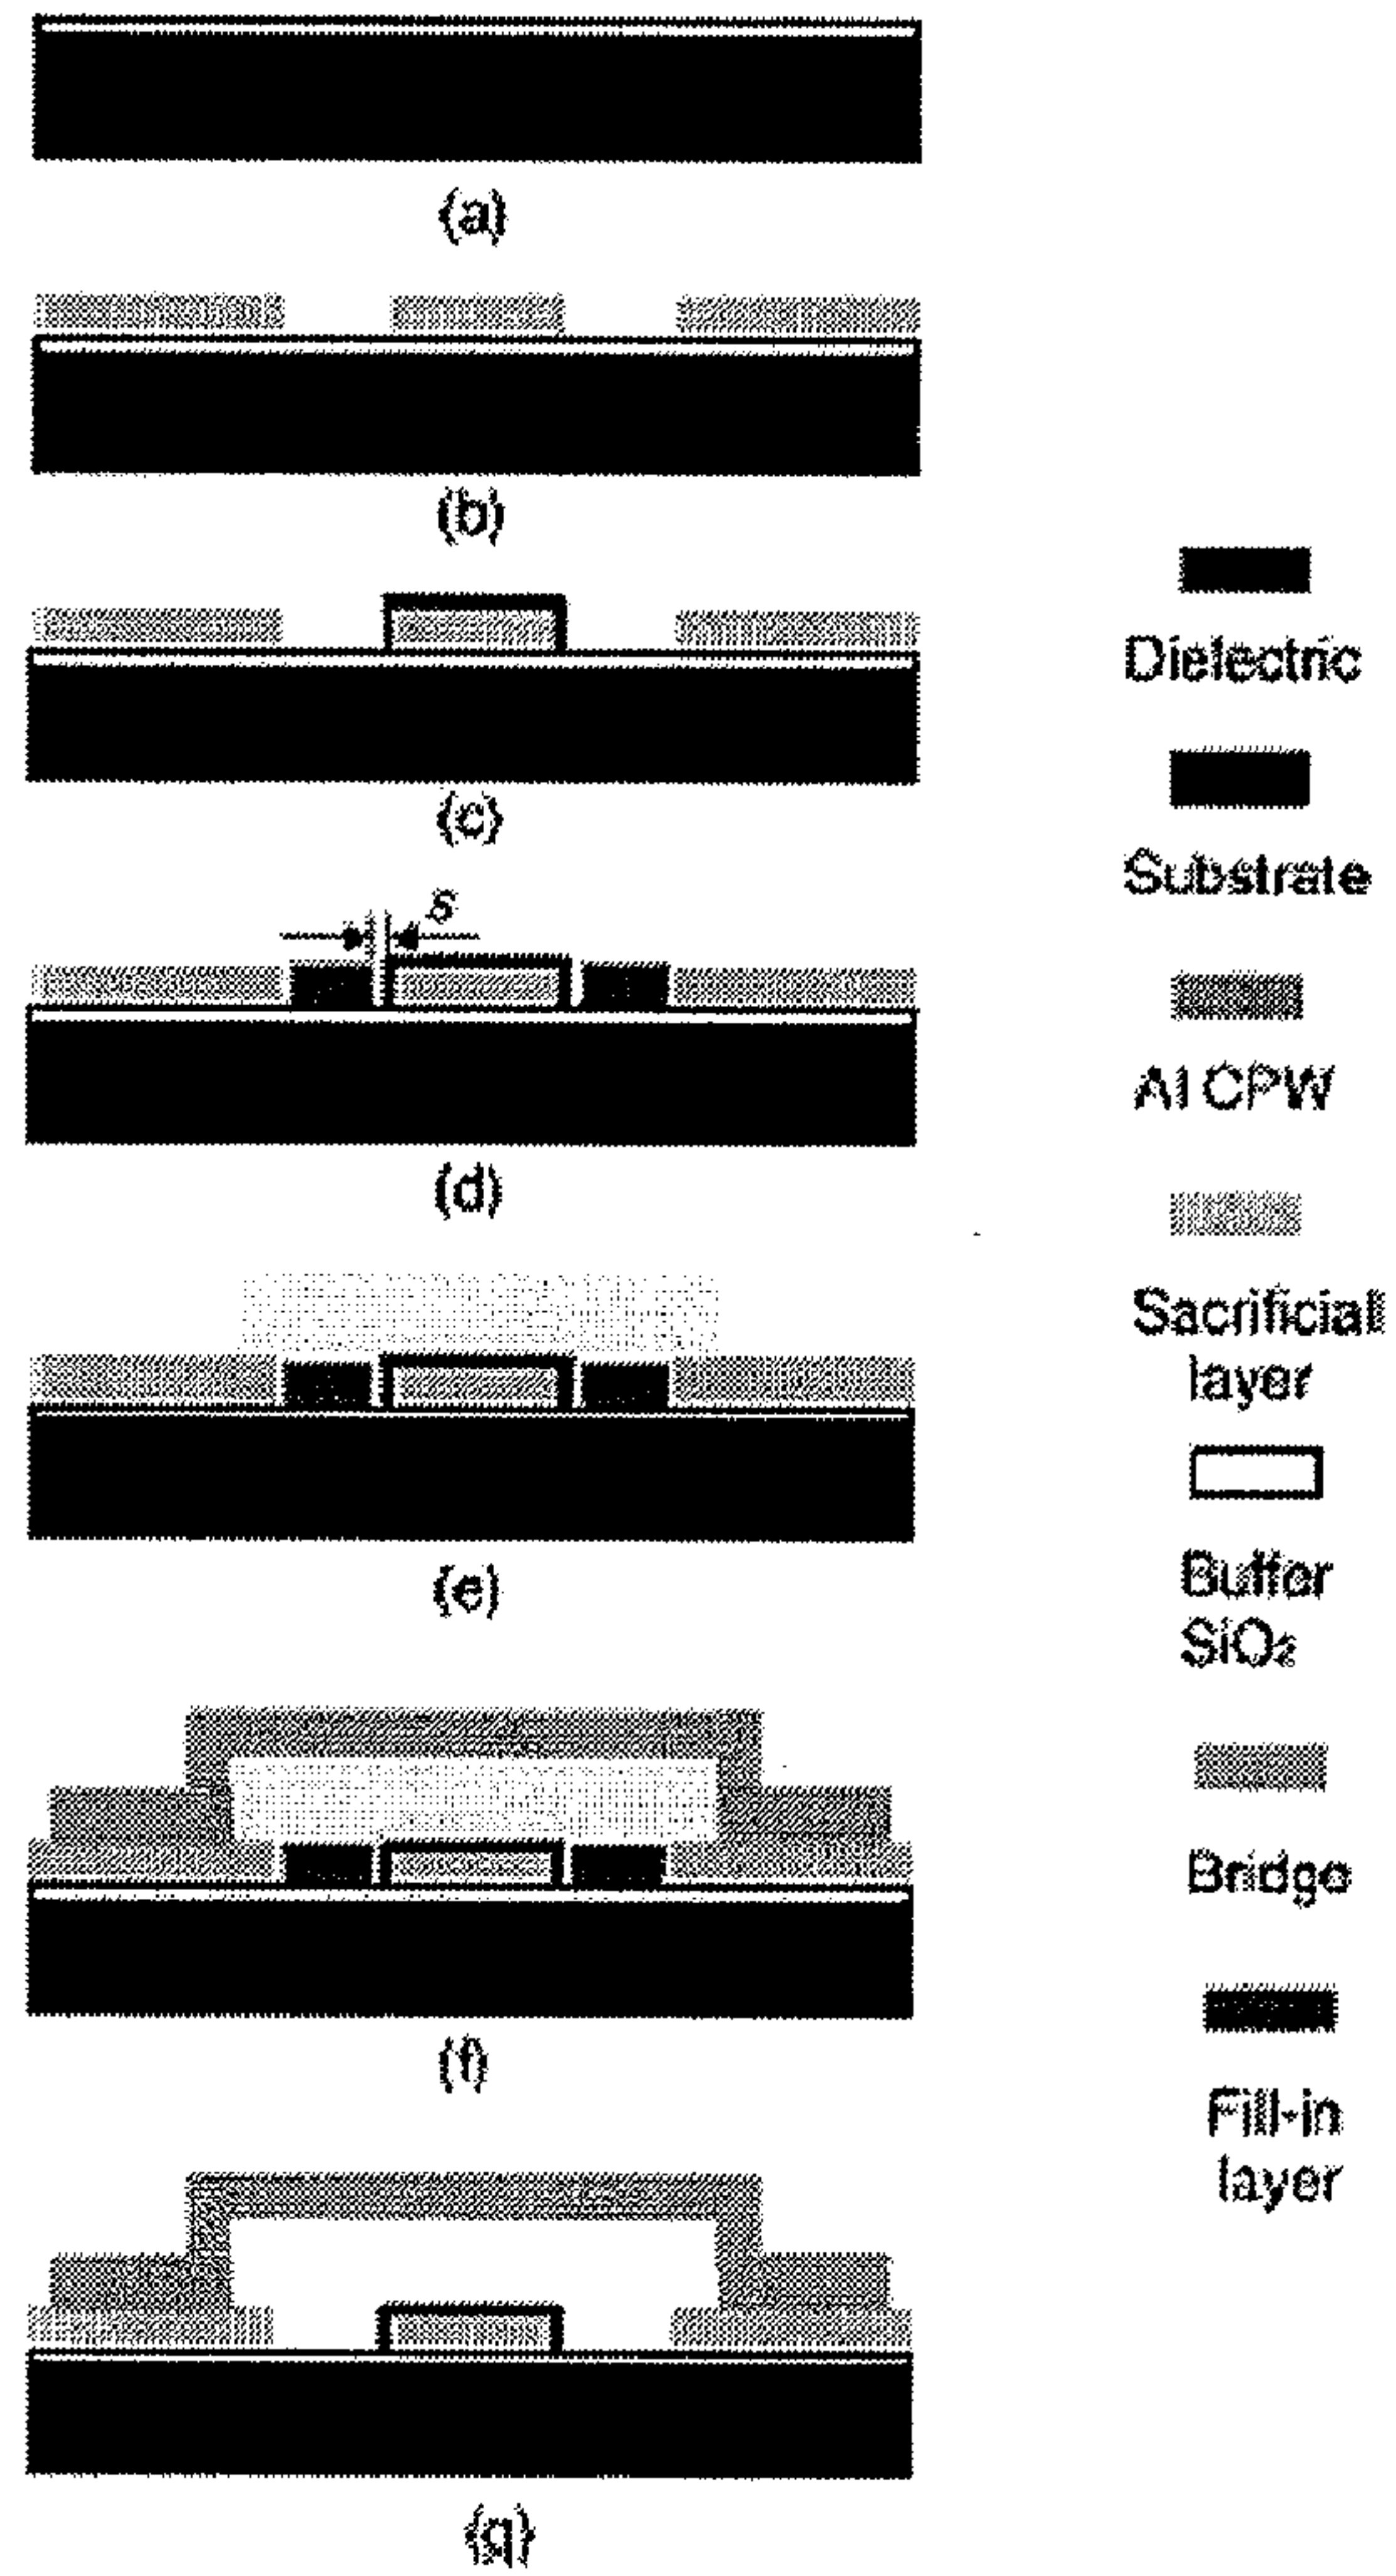 (a)
(b)
(c)
s
(d)
(e)
(f)
(g)
Dielectric
Substrate
Al CPW
Sacrificial
layer
Buffer
SiO₂
Bridge
Fill-in
layer